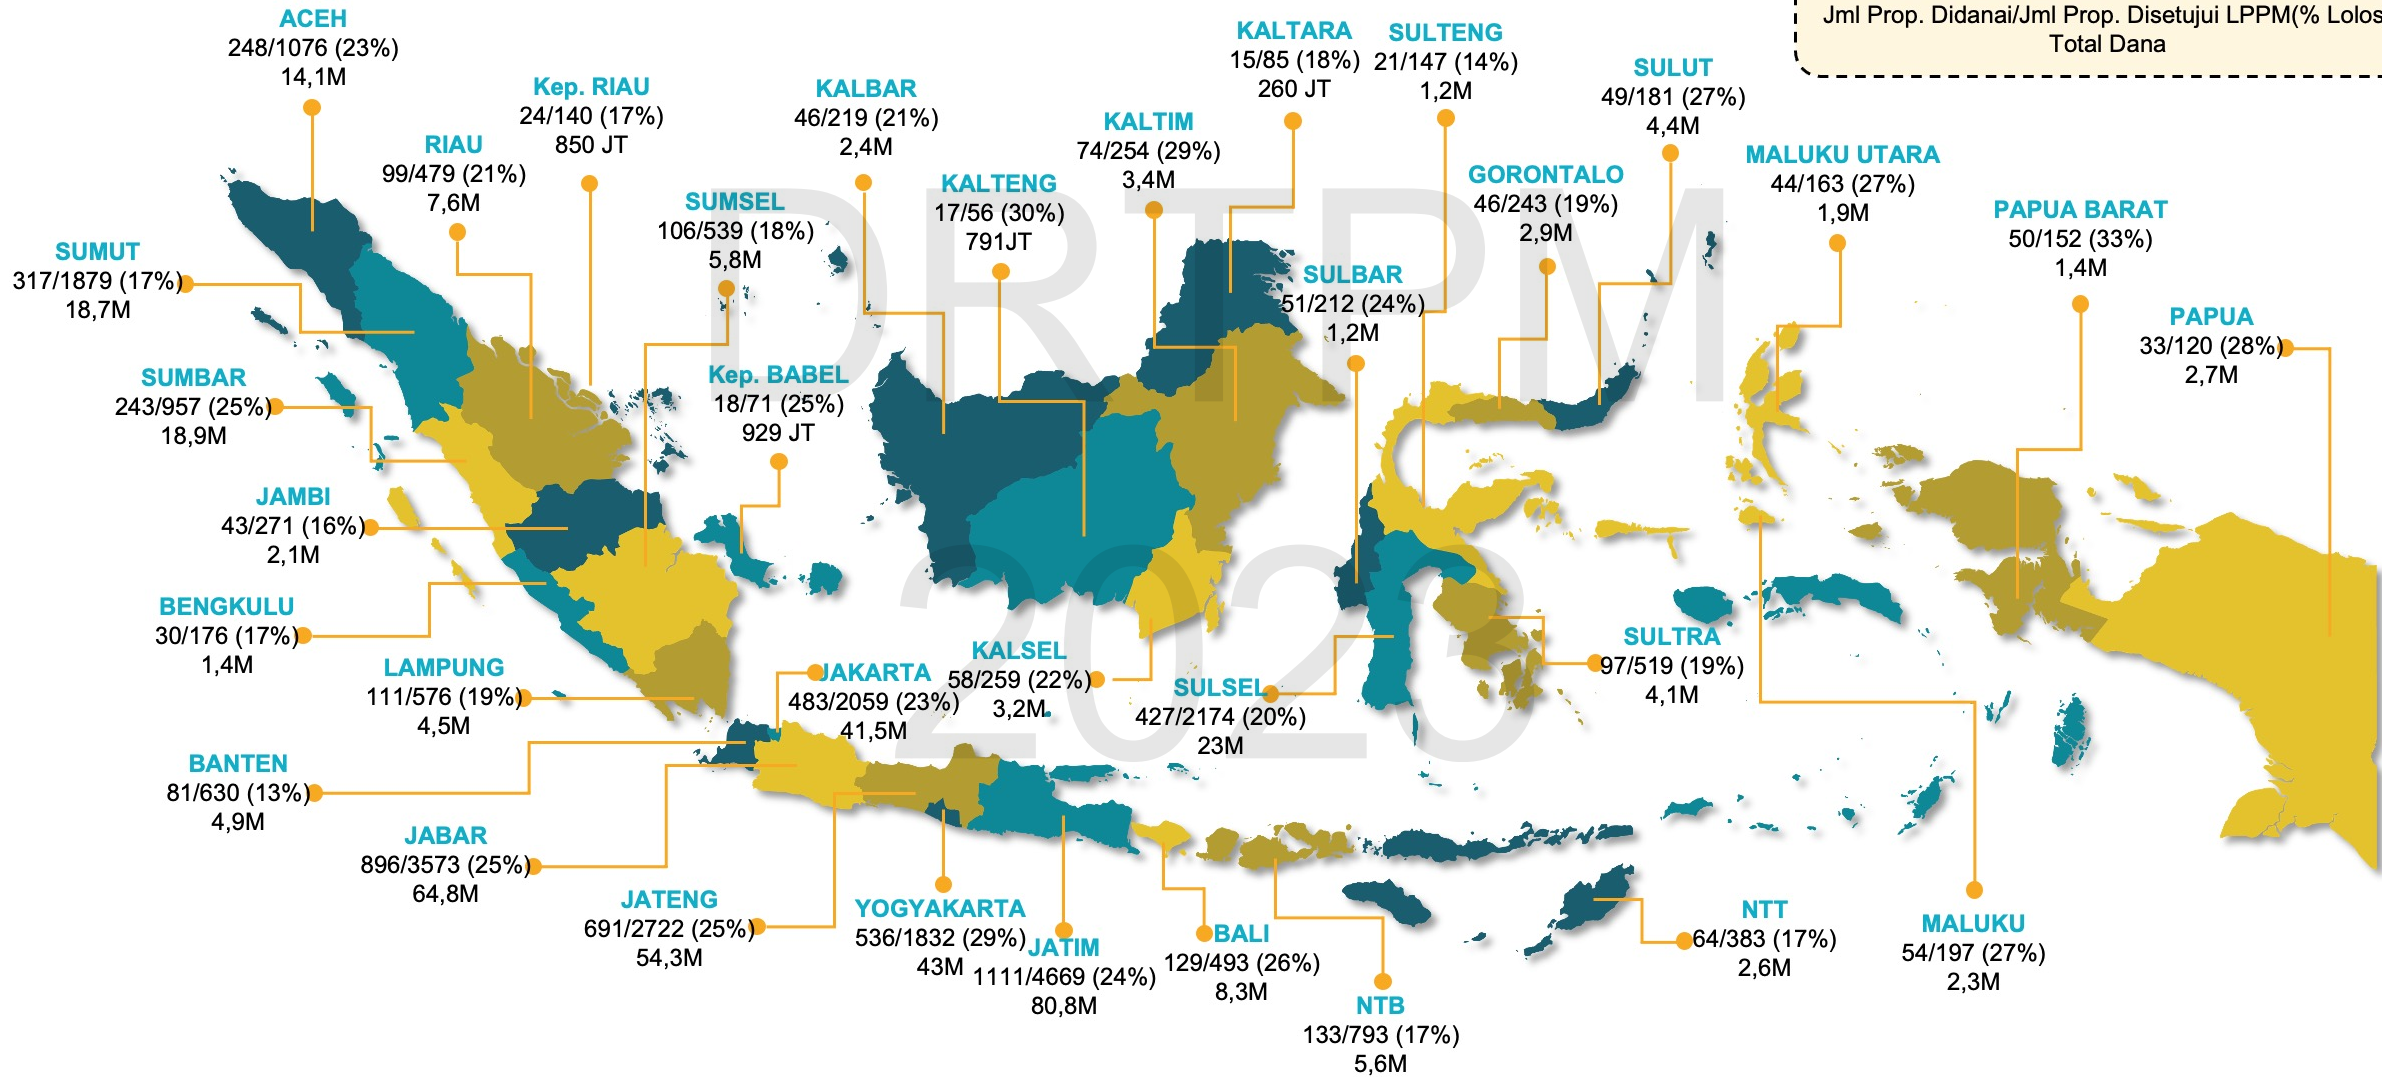 Jml Prop. Didanai/Jml Prop. Disetujui LPPM(% Lolos
Total Dana
ACEH
248/1076 (23%)
14,1M
Kep. RIAU
24/140 (17%)
850 JT
RIAU
99/479 (21%)
7,6M
SUMUT
317/1879 (17%)
18,7M
SUMSEL
106/539 (18%)
5,8M
KALBAR
46/219 (21%)
2,4M
KALTENG
17/56 (30%)
791JT
KALTIM
74/254 (29%)
3,4M
KALTARA
15/85 (18%)
260 JT
SULTENG
21/147 (14%)
1,2M
SULUT
49/181 (27%)
4,4M
GORONTALO
46/243 (19%)
2,9M
MALUKU UTARA
44/163 (27%)
1,9M
PAPUA BARAT
50/152 (33%)
1,4M
PAPUA
33/120 (28%)
2,7M
SULBAR
51/212 (24%)
1,2M
SUMBAR
243/957 (25%)
18,9M
Kep. BABEL
18/71 (25%)
929 JT
JAMBI
43/271 (16%)
2,1M
BENGKULU
30/176 (17%)
1,4M
LAMPUNG
111/576 (19%)
4,5M
JAKARTA
483/2059 (23%)
41,5M
KALSEL
58/259 (22%)
3,2M
SULSEL
427/2174 (20%)
23M
SULTRA
97/519 (19%)
4,1M
BANTEN
81/630 (13%)
4,9M
JABAR
896/3573 (25%)
64,8M
JATENG
691/2722 (25%)
54,3M
YOGYAKARTA
536/1832 (29%)
43M
JATIM
1111/4669 (24%)
80,8M
BALI
129/493 (26%)
8,3M
NTB
133/793 (17%)
5,6M
NTT
64/383 (17%)
2,6M
MALUKU
54/197 (27%)
2,3M
DRTPM
2023